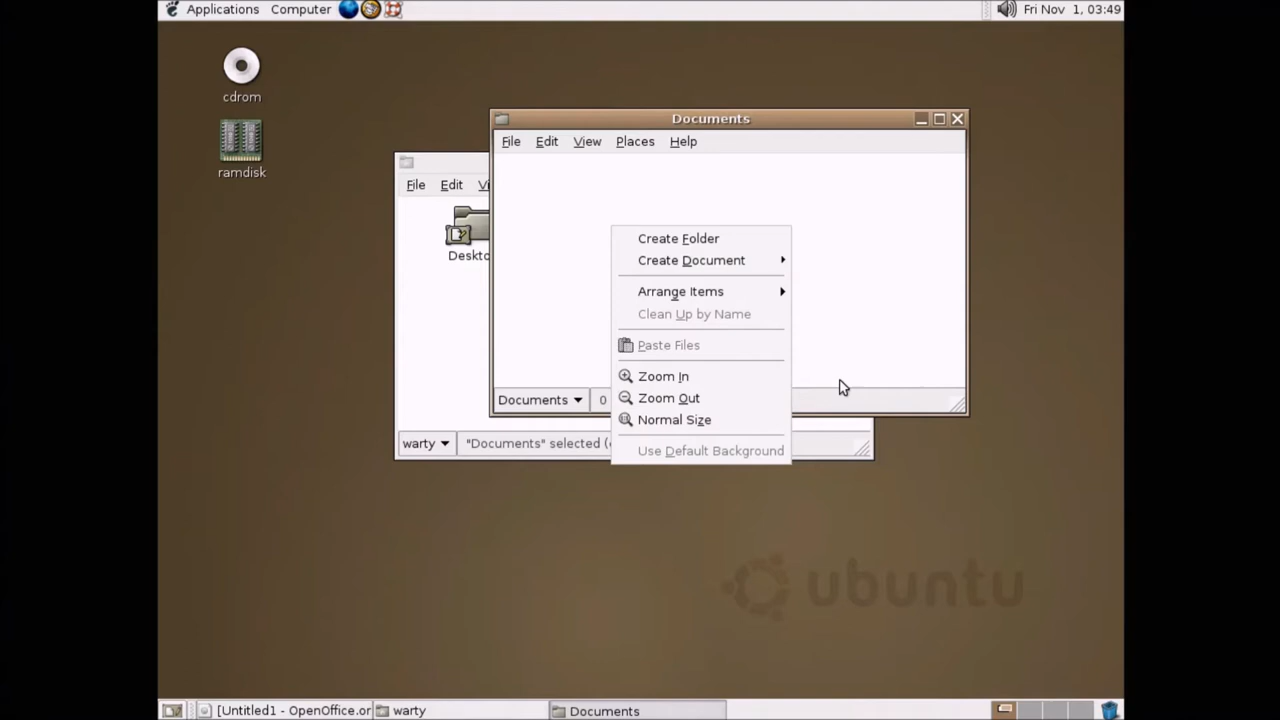 Applications Computer Fri Nov 1, 03:49
cdrom
ramdisk
Documents
File Edit View Places Help
File Edit
Create Folder
Create Document
Arrange Items
Clean Up by Name
Paste Files
Zoom In
Zoom Out
Normal Size
Use Default Background
Documents 0
warty "Documents" selected
ubuntu
[Untitled1 - OpenOffice.or warty Documents